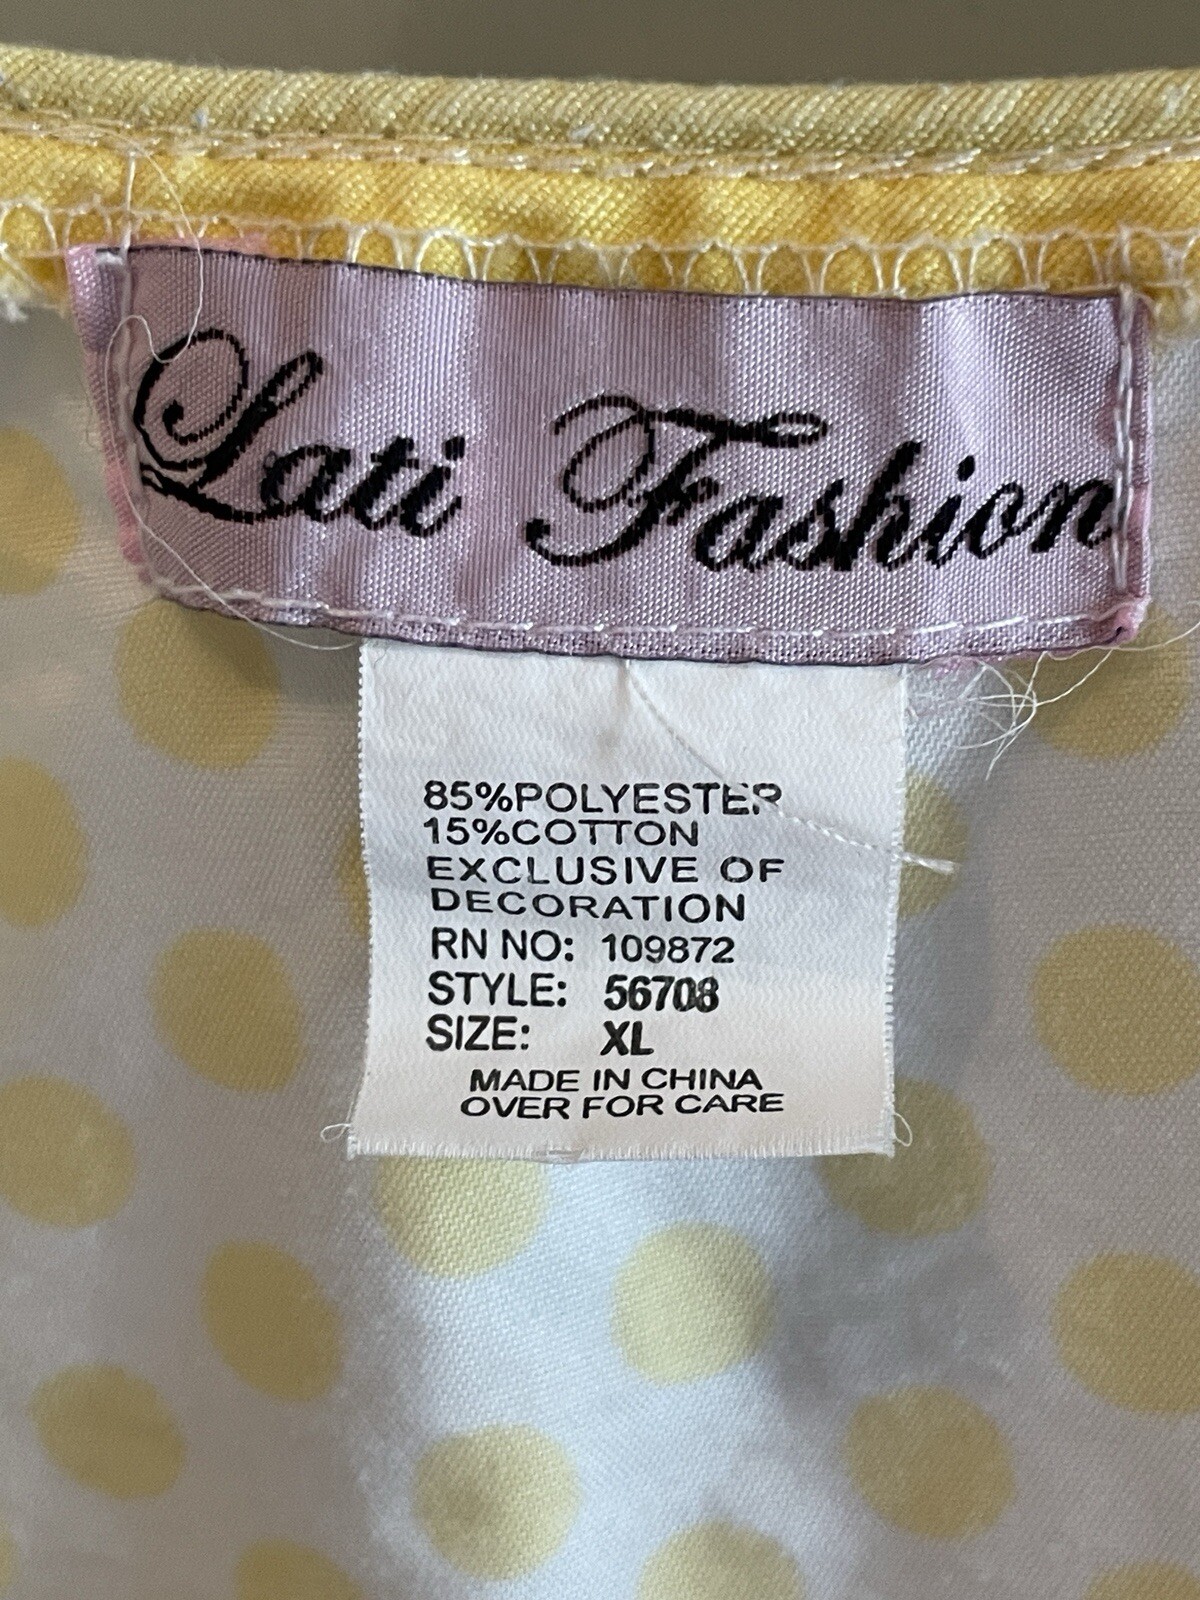 Lati Fashion
85%POLYESTER
15%COTTON
EXCLUSIVE OF
DECORATION
RN NO: 109872
STYLE: 56708
SIZE: XL
MADE IN CHINA
OVER FOR CARE